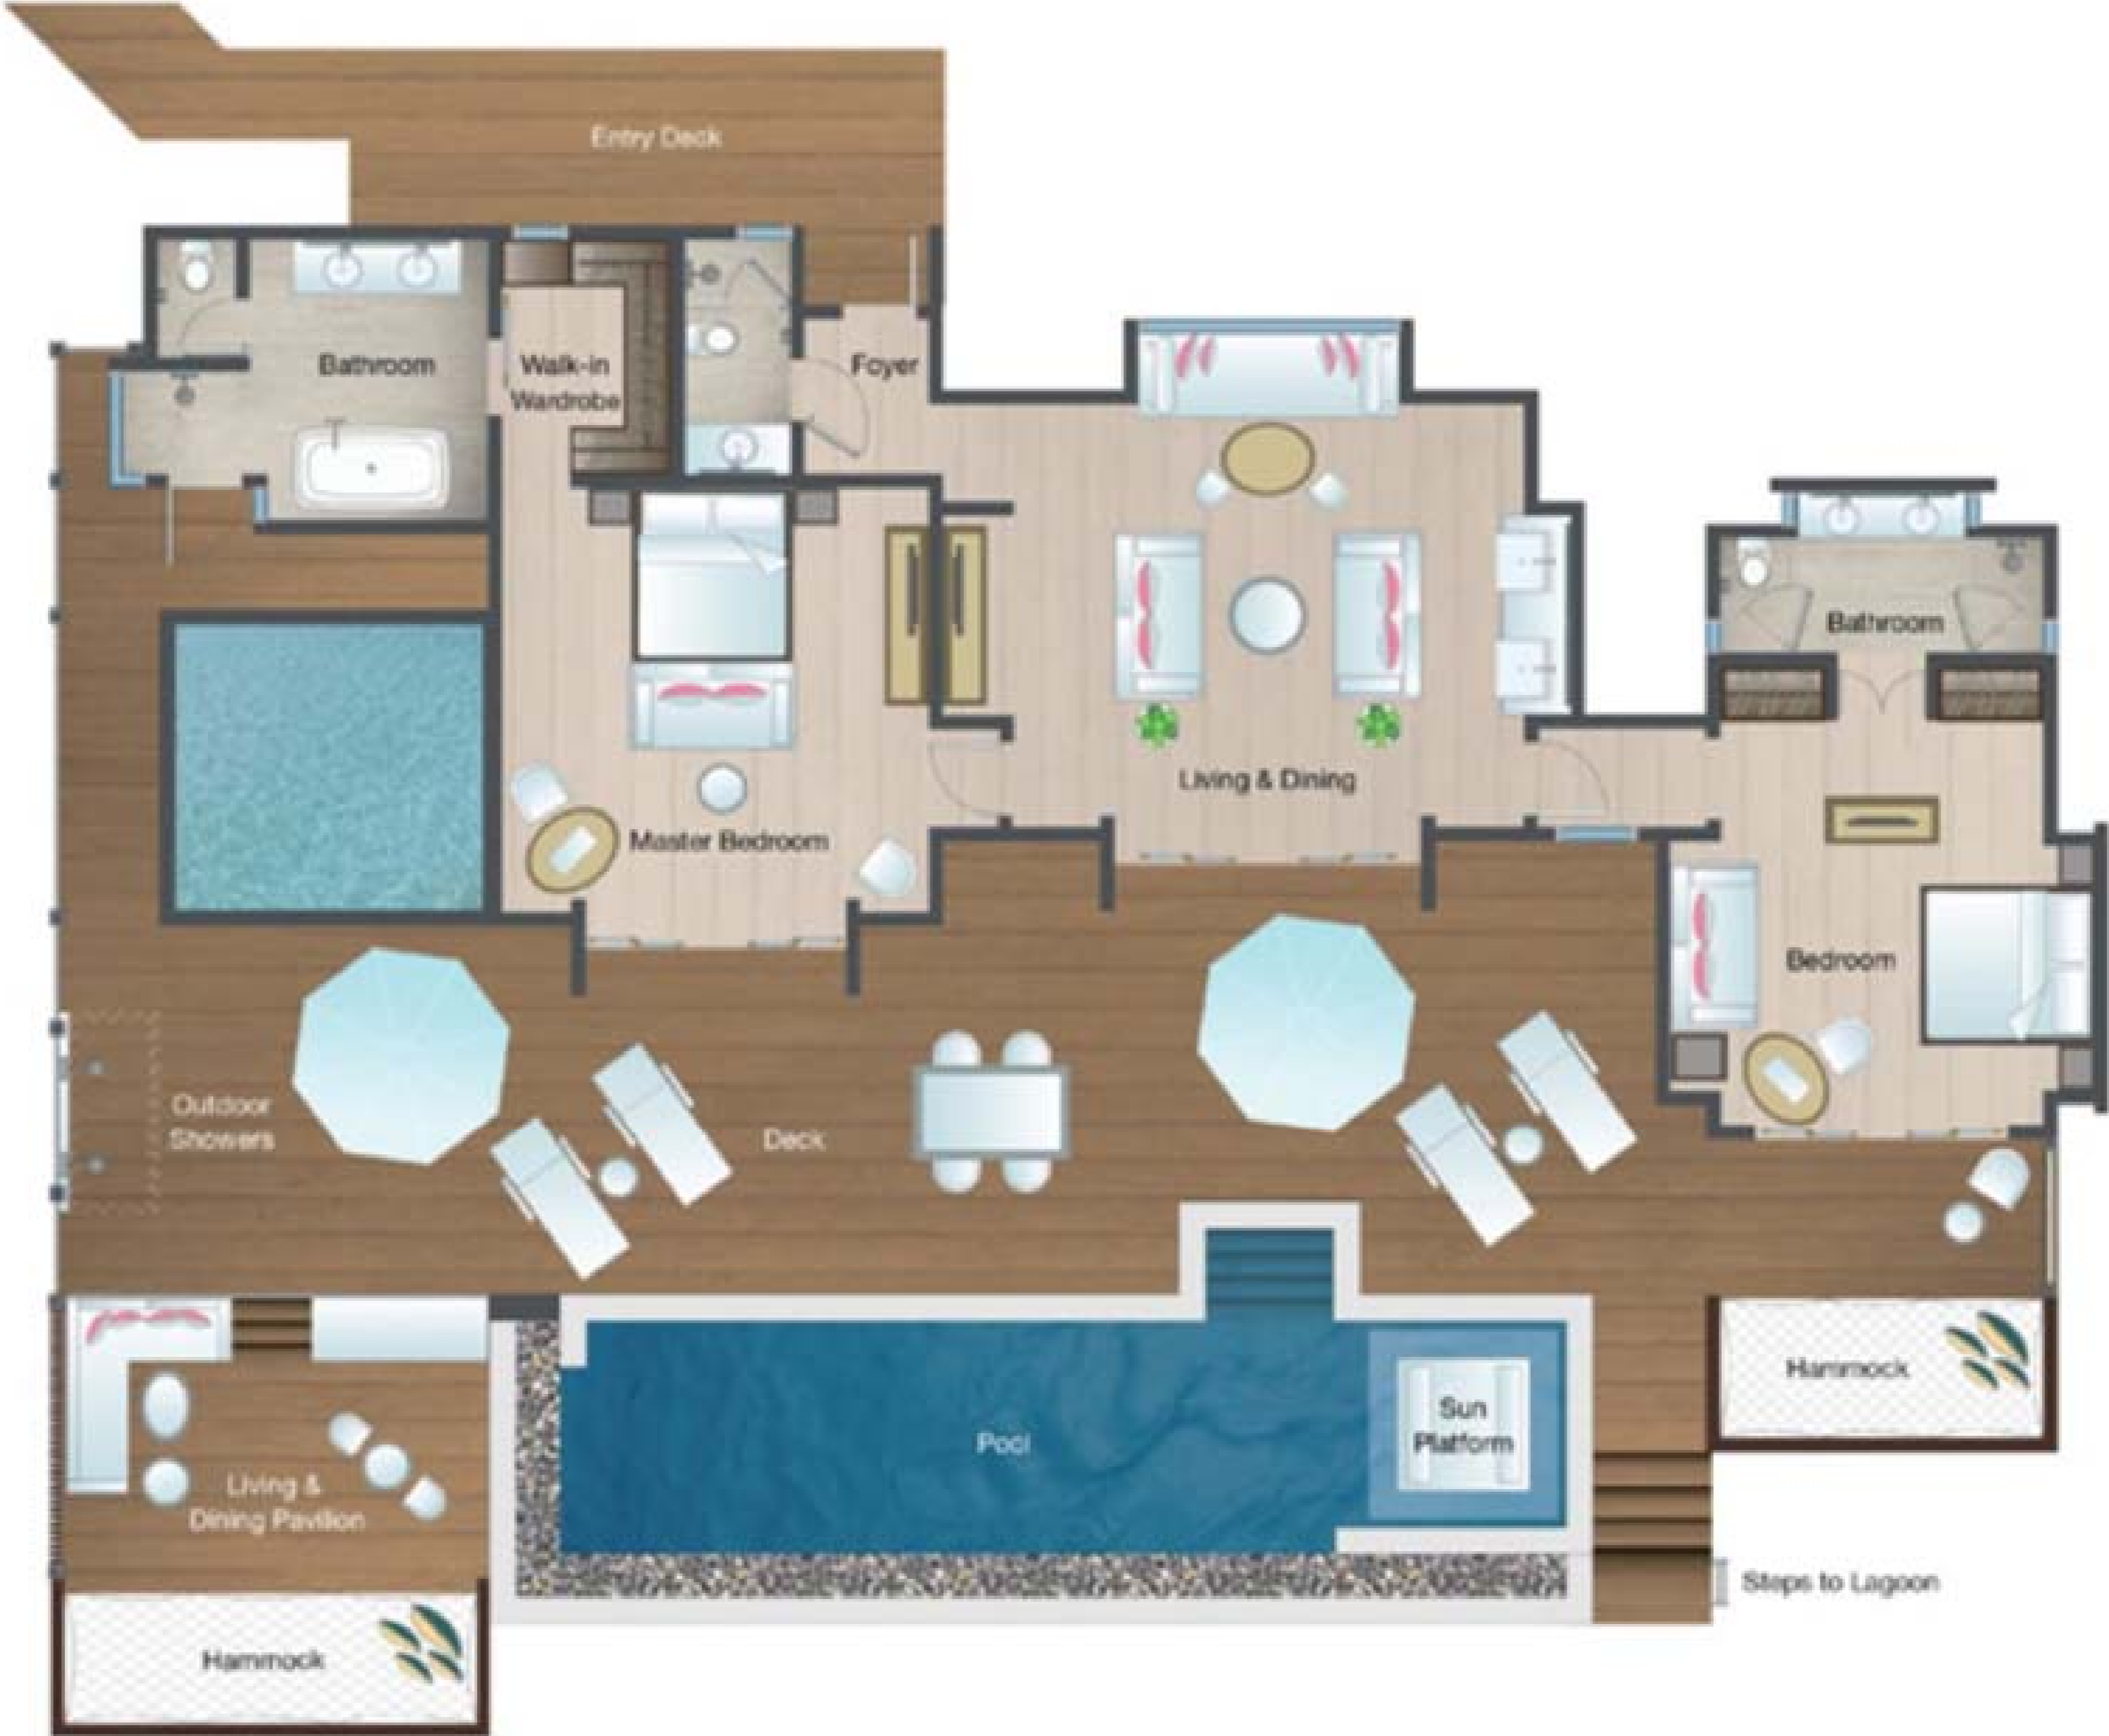 Entry Deck
Bathroom
Walk-in
Wardrobe
Foyer
Bathroom
Living & Dining
Master Bedroom
Bedroom
Outdoor
Showers
Deck
Hammock
Sun
Platform
Pool
Living &
Dining Pavilion
Steps to Lagoon
Hammock